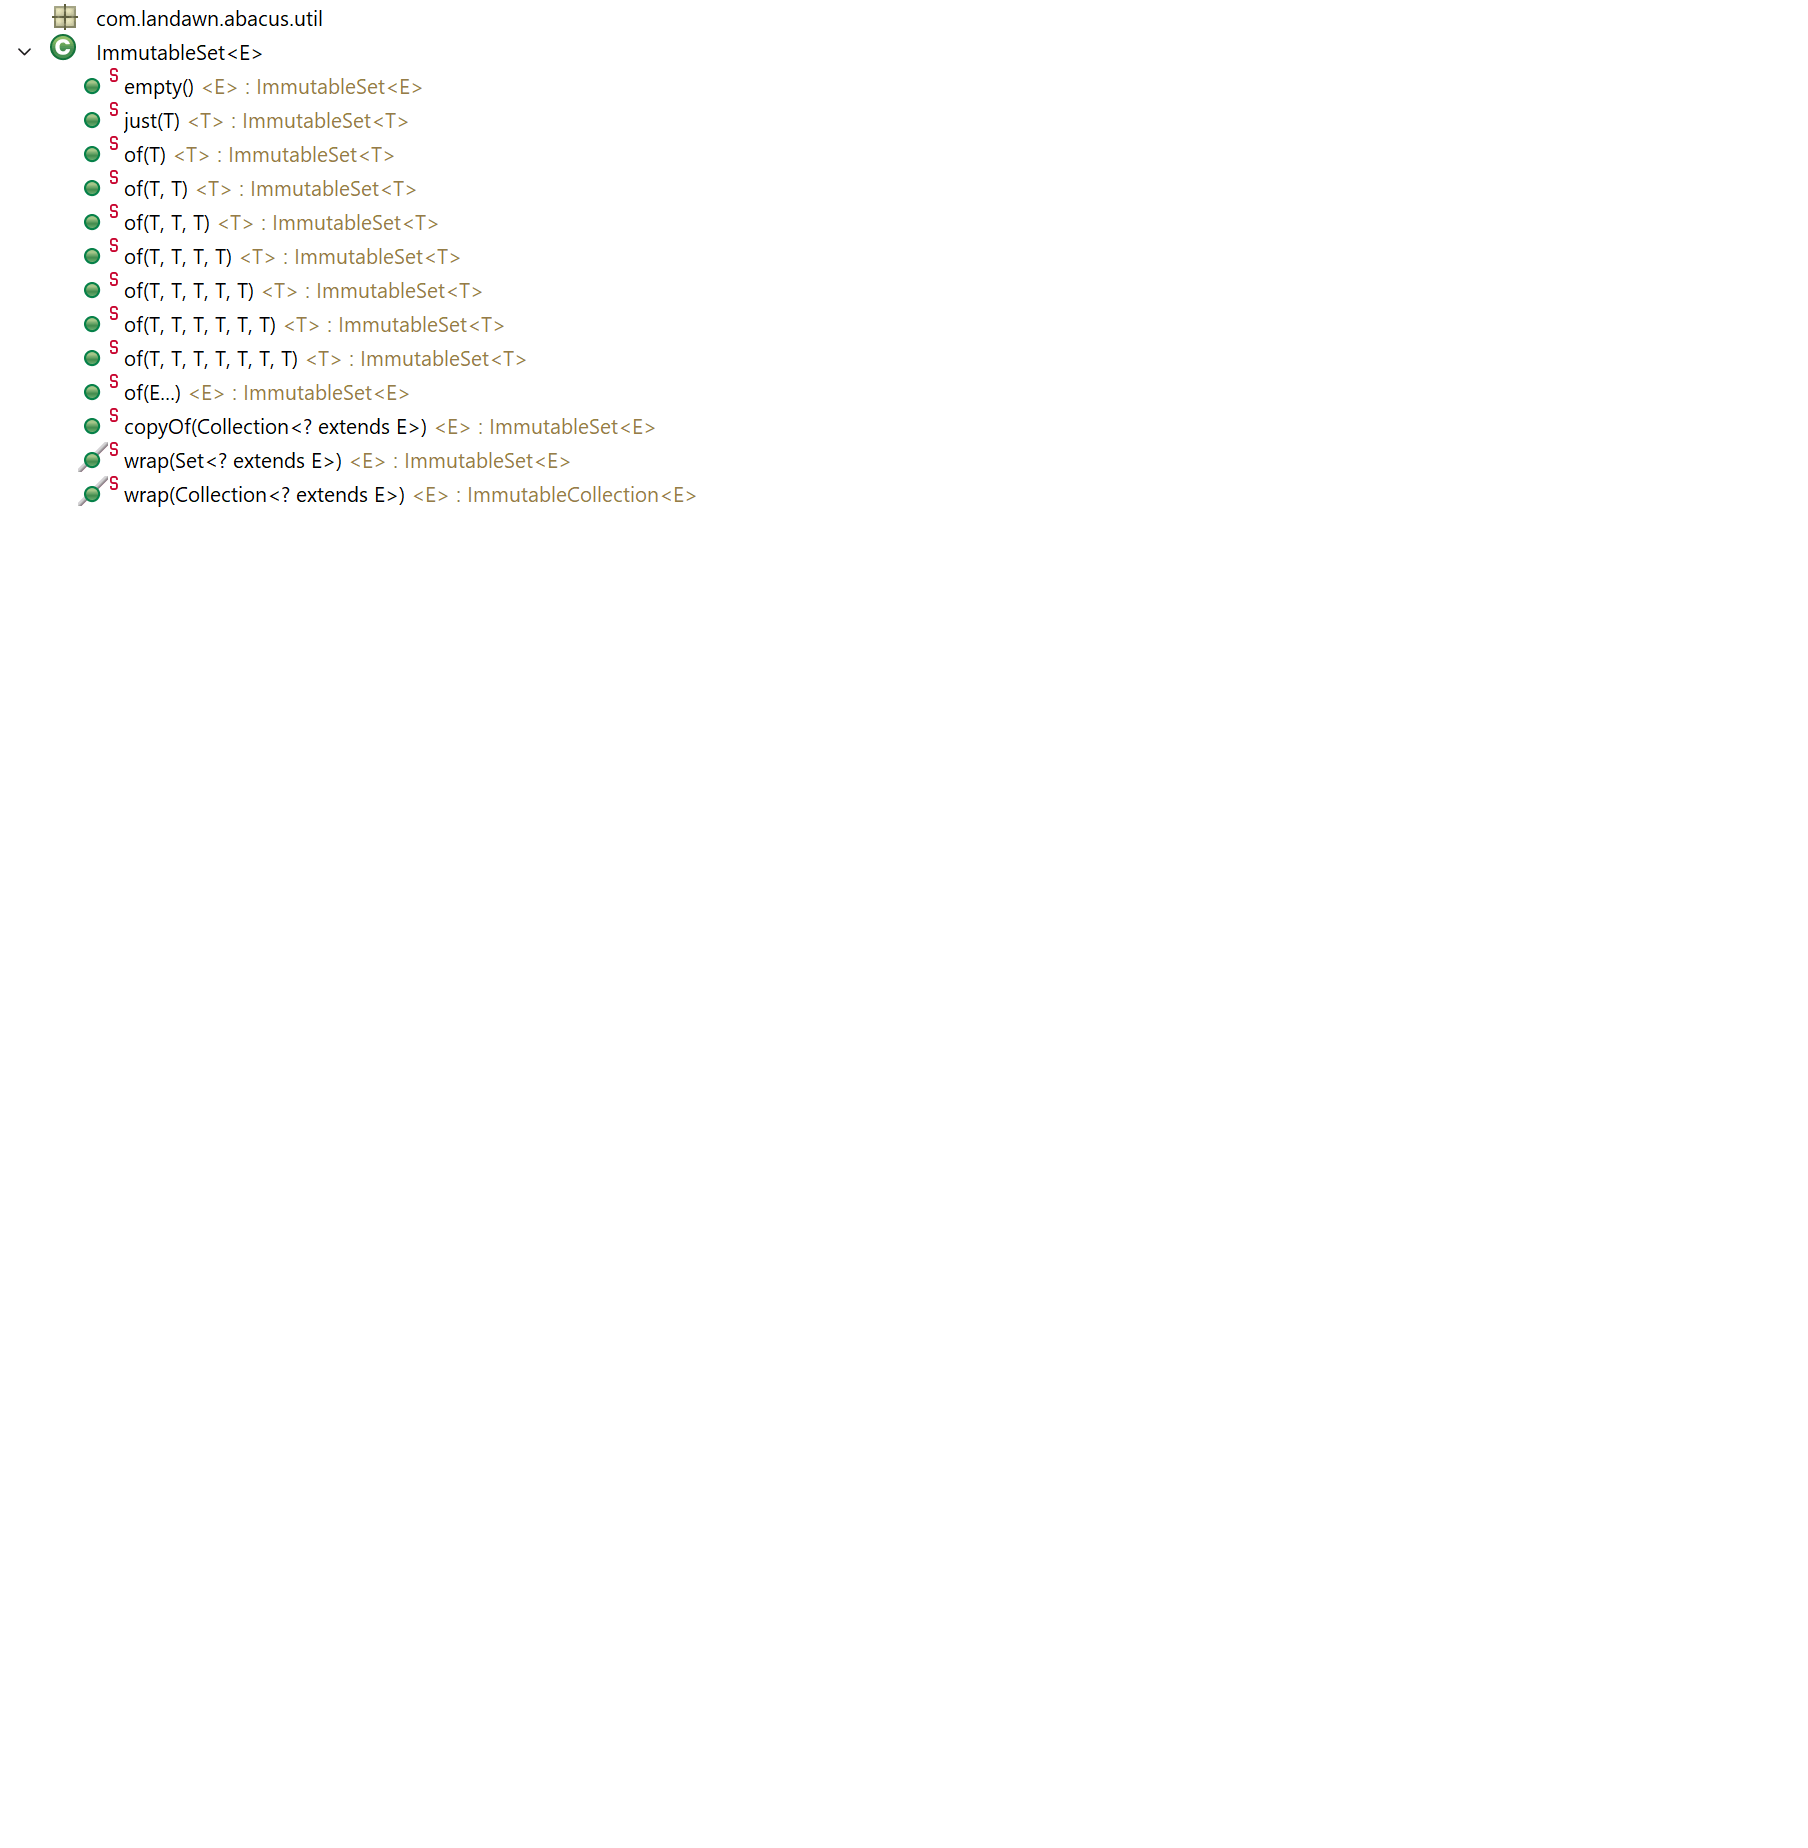 com.landawn.abacus.util
ImmutableSet<E>
empty() <E> : ImmutableSet<E>
just(T) <T> : ImmutableSet<T>
of(T) <T> : ImmutableSet<T>
of(T, T) <T> : ImmutableSet<T>
of(T, T, T) <T> : ImmutableSet<T>
of(T, T, T, T) <T> : ImmutableSet<T>
of(T, T, T, T, T) <T> : ImmutableSet<T>
of(T, T, T, T, T, T) <T> : ImmutableSet<T>
of(T, T, T, T, T, T, T) <T> : ImmutableSet<T>
of(E...) <E> : ImmutableSet<E>
copyOf(Collection<? extends E>) <E> : ImmutableSet<E>
wrap(Set<? extends E>) <E> : ImmutableSet<E>
wrap(Collection<? extends E>) <E> : ImmutableCollection<E>